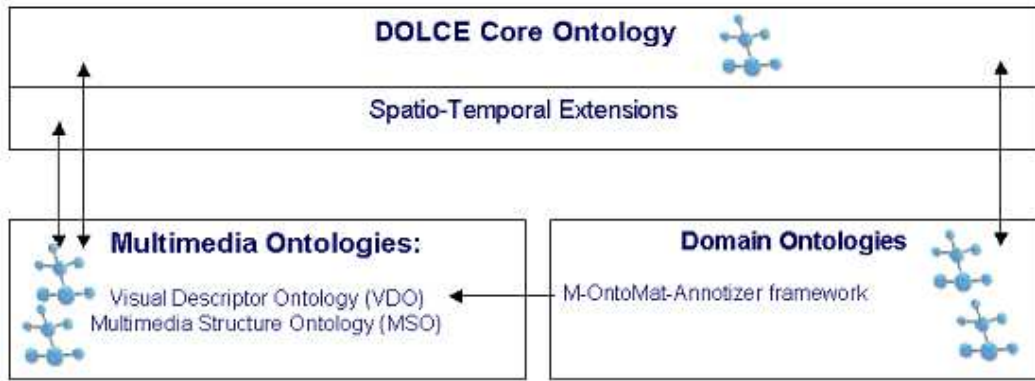 DOLCE Core Ontology
Spatio-Temporal Extensions
Multimedia Ontologies:
Visual Descriptor Ontology (VDO)
Multimedia Structure Ontology (MSO)
Domain Ontologies
M-OntoMat-Annotizer framework